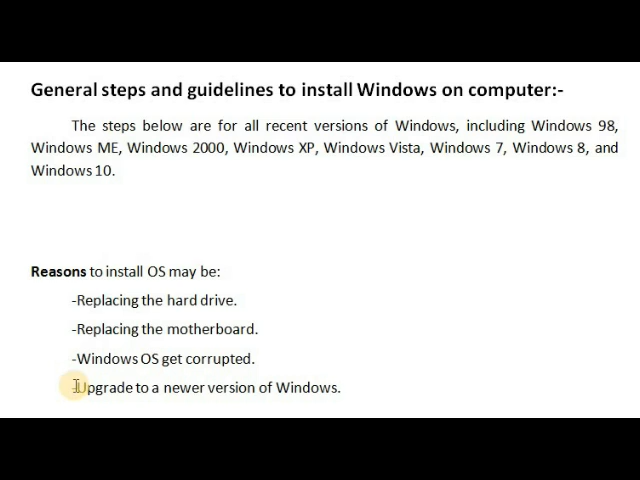 General steps and guidelines to install Windows on computer:-
The steps below are for all recent versions of Windows, including Windows 98,
Windows ME, Windows 2000, Windows XP, Windows Vista, Windows 7, Windows 8, and
Windows 10.
Reasons to install OS may be:
-Replacing the hard drive.
-Replacing the motherboard.
-Windows OS get corrupted.
-Upgrade to a newer version of Windows.